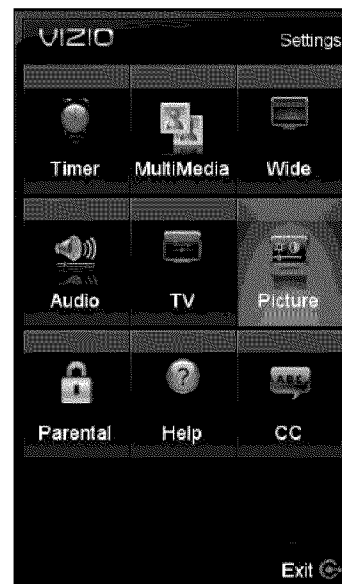 VIZIO
Settings
Timer MultiMedia Wide
Audio TV Picture
Parental Help CC
Exit